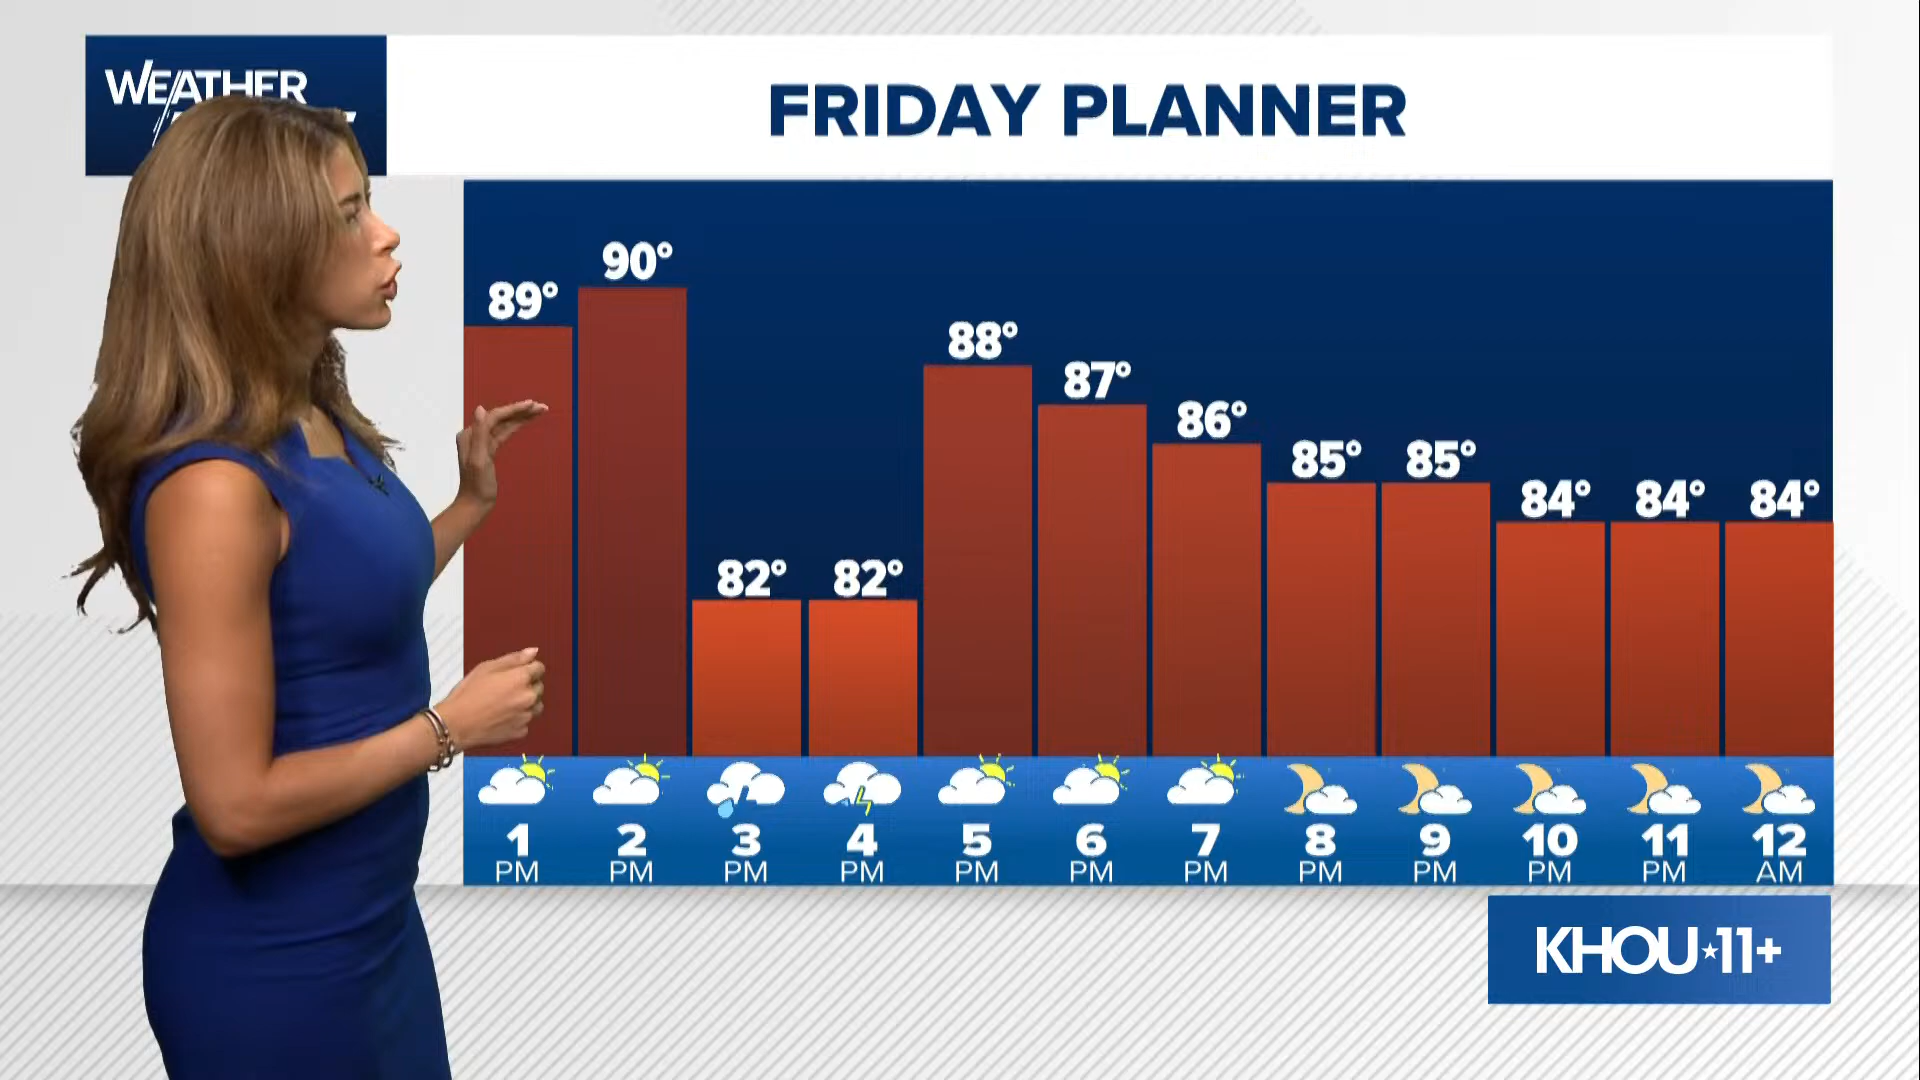 WEATHER
FRIDAY PLANNER
89° 90° 82° 82° 88° 87° 86° 85° 85° 84° 84° 84°
1 2 3 4 5 6 7 8 9 10 11 12
PM PM PM PM PM PM PM PM PM PM PM AM
KHOU★11+